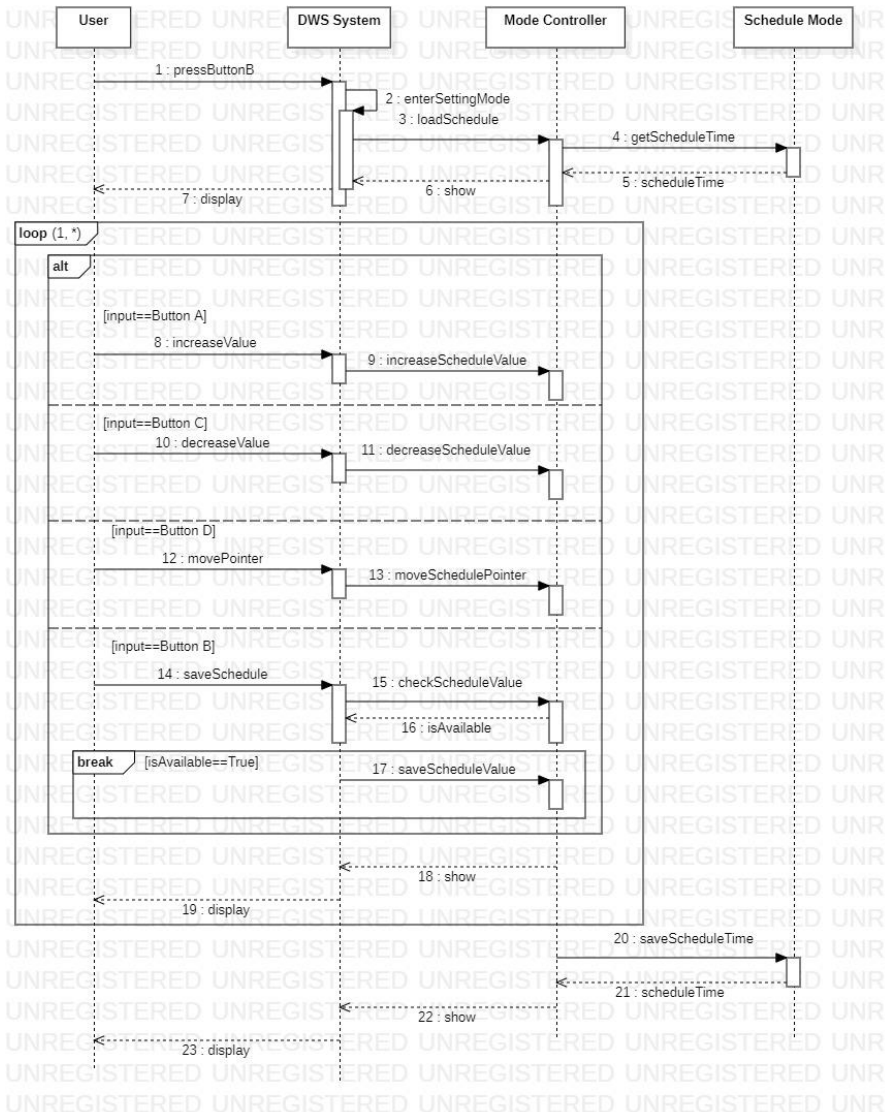 User
DWS System
Mode Controller
Schedule Mode
1 : pressButtonB
2 : enterSettingMode
3 : loadSchedule
4 : getScheduleTime
5 : scheduleTime
6 : show
7 : display
loop (1, *)
alt
[input==Button A]
8 : increaseValue
9 : increaseScheduleValue
[input==Button C]
10 : decreaseValue
11 : decreaseScheduleValue
[input==Button D]
12 : movePointer
13 : moveSchedulePointer
[input==Button B]
14 : saveSchedule
15 : checkScheduleValue
16 : isAvailable
break [isAvailable==True]
17 : saveScheduleValue
18 : show
19 : display
20 : saveScheduleTime
21 : scheduleTime
22 : show
23 : display
UNREGISTERED